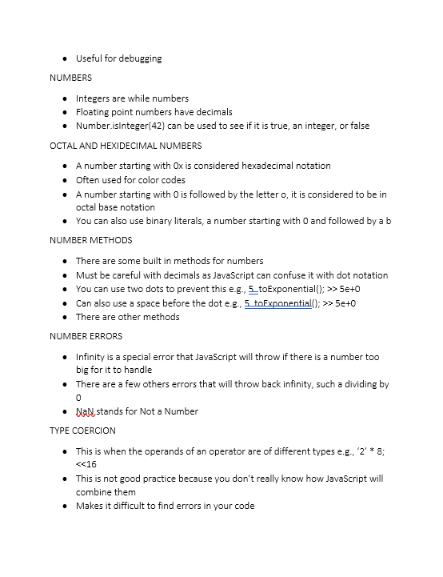 • Useful for debugging
NUMBERS
• Integers are while numbers
• Floating point numbers have decimals
• Number.isInteger(42) can be used to see if it is true, an integer, or false
OCTAL AND HEXIDECIMAL NUMBERS
• A number starting with 0x is considered hexadecimal notation
• Often used for color codes
• A number starting with 0 is followed by the letter o, it is considered to be in
octal base notation
• You can also use binary literals, a number starting with 0 and followed by a b
NUMBER METHODS
• There are some built in methods for numbers
• Must be careful with decimals as JavaScript can confuse it with dot notation
• You can use two dots to prevent this e.g., 5..toExponential(); >> 5e+0
• Can also use a space before the dot e.g., 5 .toExponential(); >> 5e+0
• There are other methods
NUMBER ERRORS
• Infinity is a special error that JavaScript will throw if there is a number too
big for it to handle
• There are a few others errors that will throw back infinity, such a dividing by
0
• NaN stands for Not a Number
TYPE COERCION
• This is when the operands of an operator are of different types e.g., '2' * 8;
<<16
• This is not good practice because you don't really know how JavaScript will
combine them
• Makes it difficult to find errors in your code